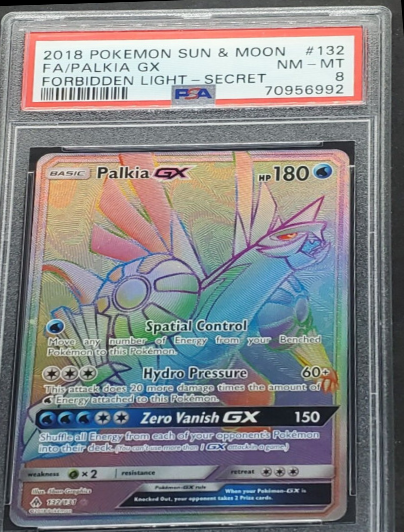 2018 POKEMON SUN & MOON #132
FA/PALKIA GX NM - MT
FORBIDDEN LIGHT - SECRET 8
PSA 70956992
BASIC Palkia GX HP 180
Spatial Control
Move any number of Energy from your Benched
Pokémon to this Pokémon.
Hydro Pressure 60+
This attack does 20 more damage times the amount of
Energy attached to this Pokémon.
Zero Vanish GX 150
Shuffle all Energy from each of your opponent's Pokémon
into their deck. (You can't use more than 1 GX attack in a game.)
weakness ×2 resistance retreat
Pokémon-GX rule
When your Pokémon-GX is
Knocked Out, your opponent takes 2 Prize cards.
Illus. 5ban Graphics
132/131